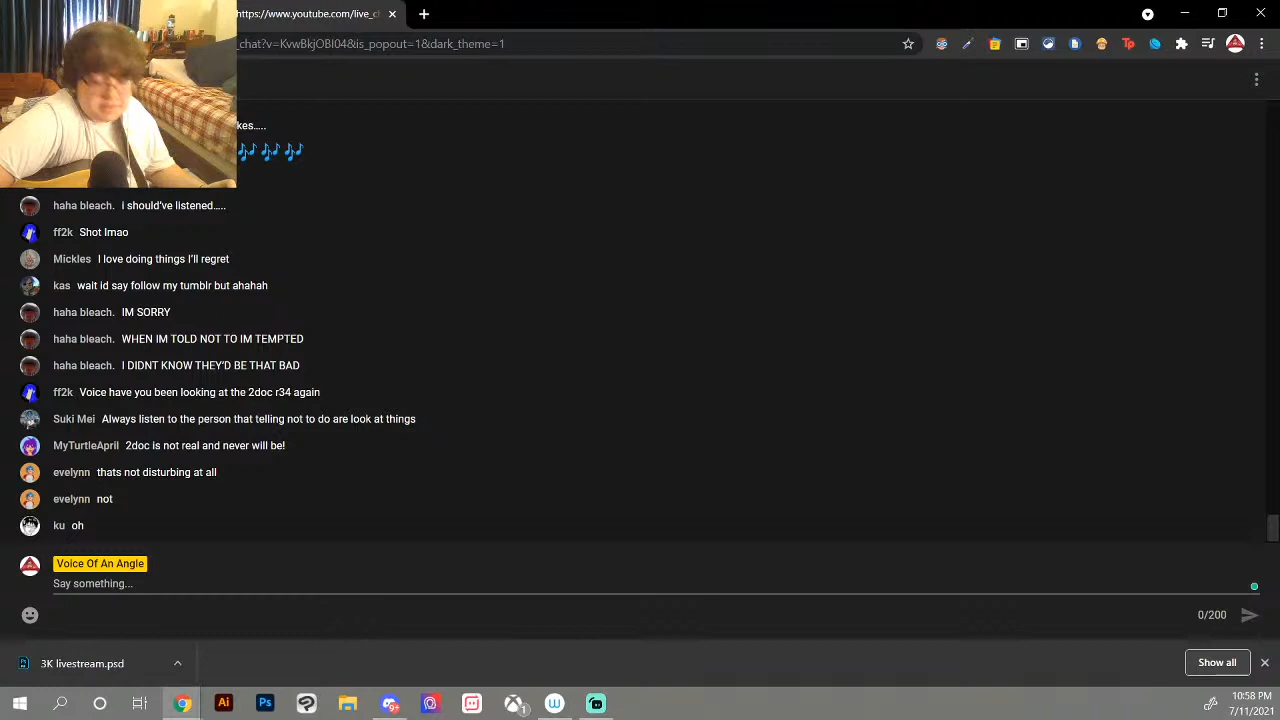 https://www.youtube.com/live_c
_chat?v=KvwBkjOBI04&is_popout=1&dark_theme=1
kes.....
haha bleach. i should've listened.....
ff2k Shot lmao
Mickles I love doing things I'll regret
kas wait id say follow my tumblr but ahahah
haha bleach. IM SORRY
haha bleach. WHEN IM TOLD NOT TO IM TEMPTED
haha bleach. I DIDNT KNOW THEY'D BE THAT BAD
ff2k Voice have you been looking at the 2doc r34 again
Suki Mei Always listen to the person that telling not to do are look at things
MyTurtleApril 2doc is not real and never will be!
evelynn thats not disturbing at all
evelynn not
ku oh
Voice Of An Angle
Say something...
0/200
3K livestream.psd
Show all
Ai
Ps
10:58 PM
7/11/2021